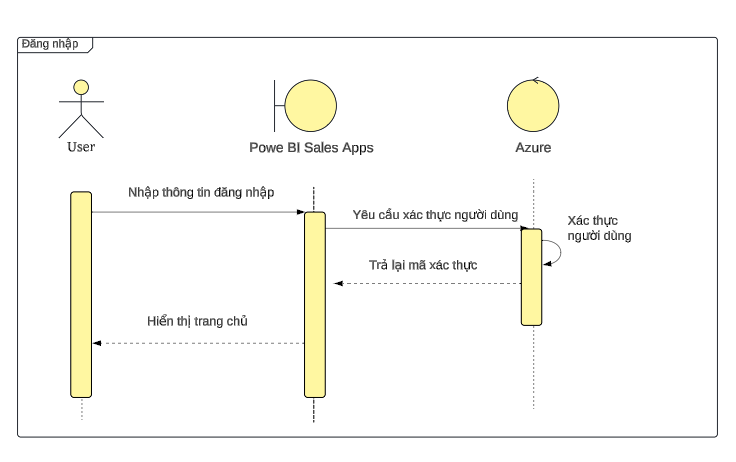 Đăng nhập
User
Powe BI Sales Apps
Azure
Nhập thông tin đăng nhập
Yêu cầu xác thực người dùng
Xác thực
người dùng
Trả lại mã xác thực
Hiển thị trang chủ